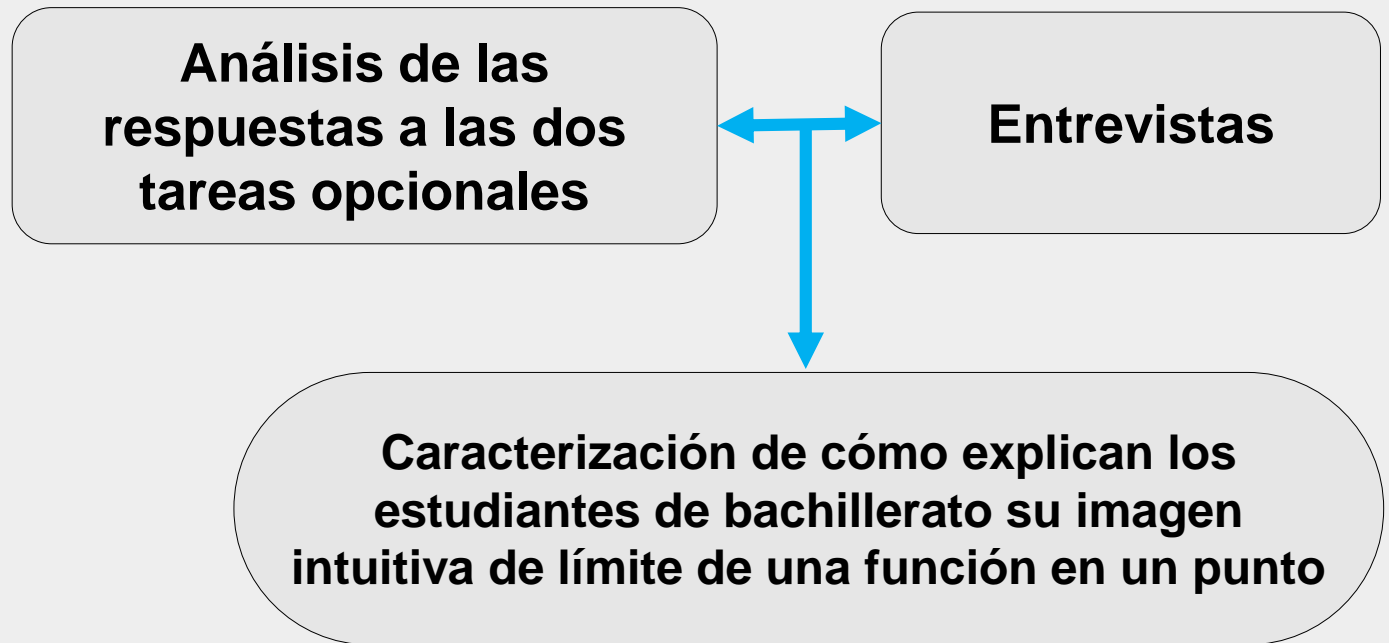 Análisis de las
respuestas a las dos
tareas opcionales
Entrevistas
Caracterización de cómo explican los
estudiantes de bachillerato su imagen
intuitiva de límite de una función en un punto